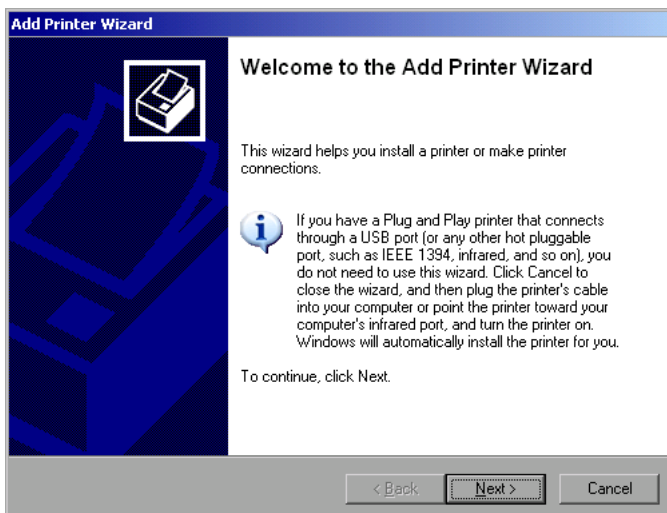 Add Printer Wizard
Welcome to the Add Printer Wizard
This wizard helps you install a printer or make printer
connections.
If you have a Plug and Play printer that connects
through a USB port (or any other hot pluggable
port, such as IEEE 1394, infrared, and so on), you
do not need to use this wizard. Click Cancel to
close the wizard, and then plug the printer's cable
into your computer or point the printer toward your
computer's infrared port, and turn the printer on.
Windows will automatically install the printer for you.
To continue, click Next.
< Back Next > Cancel